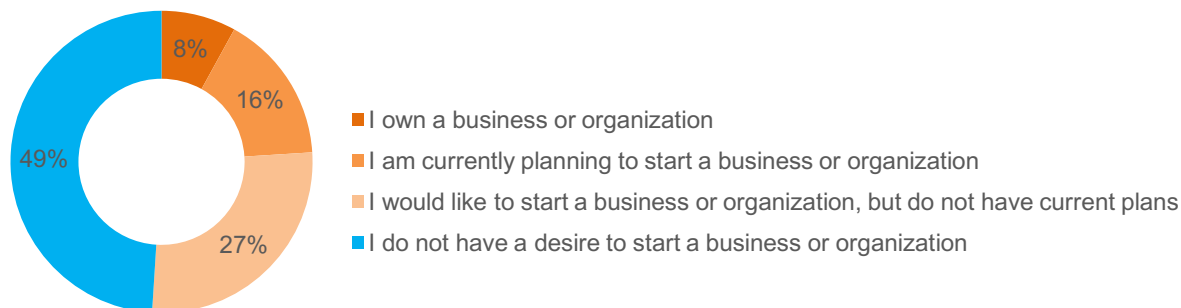 8%
16%
49%
27%
I own a business or organization
I am currently planning to start a business or organization
I would like to start a business or organization, but do not have current plans
I do not have a desire to start a business or organization